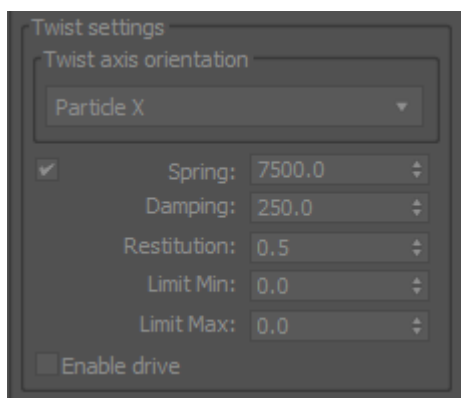 Twist settings
Twist axis orientation
Particle X
Spring: 7500.0
Damping: 250.0
Restitution: 0.5
Limit Min: 0.0
Limit Max: 0.0
Enable drive